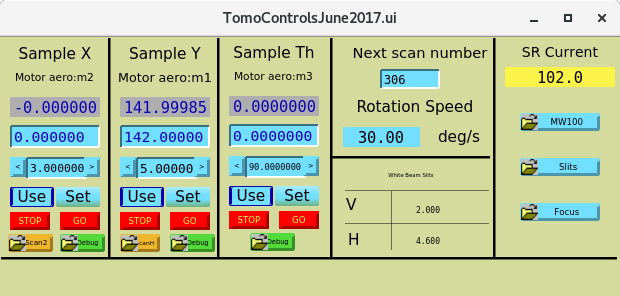 TomoControlsJune2017.ui
Sample X
Motor aero:m2
-0.000000
0.000000
< 3.000000 >
Use Set
STOP GO
Scan2 Debug
Sample Y
Motor aero:m1
141.99985
142.00000
< 5.00000 >
Use Set
STOP GO
ScanH Debug
Sample Th
Motor aero:m3
0.0000000
0.0000000
< 90.0000000 >
Use Set
STOP GO
Debug
Next scan number
306
Rotation Speed
30.00 deg/s
White Beam Slits
V 2.000
H 4.600
SR Current
102.0
MW100
Slits
Focus